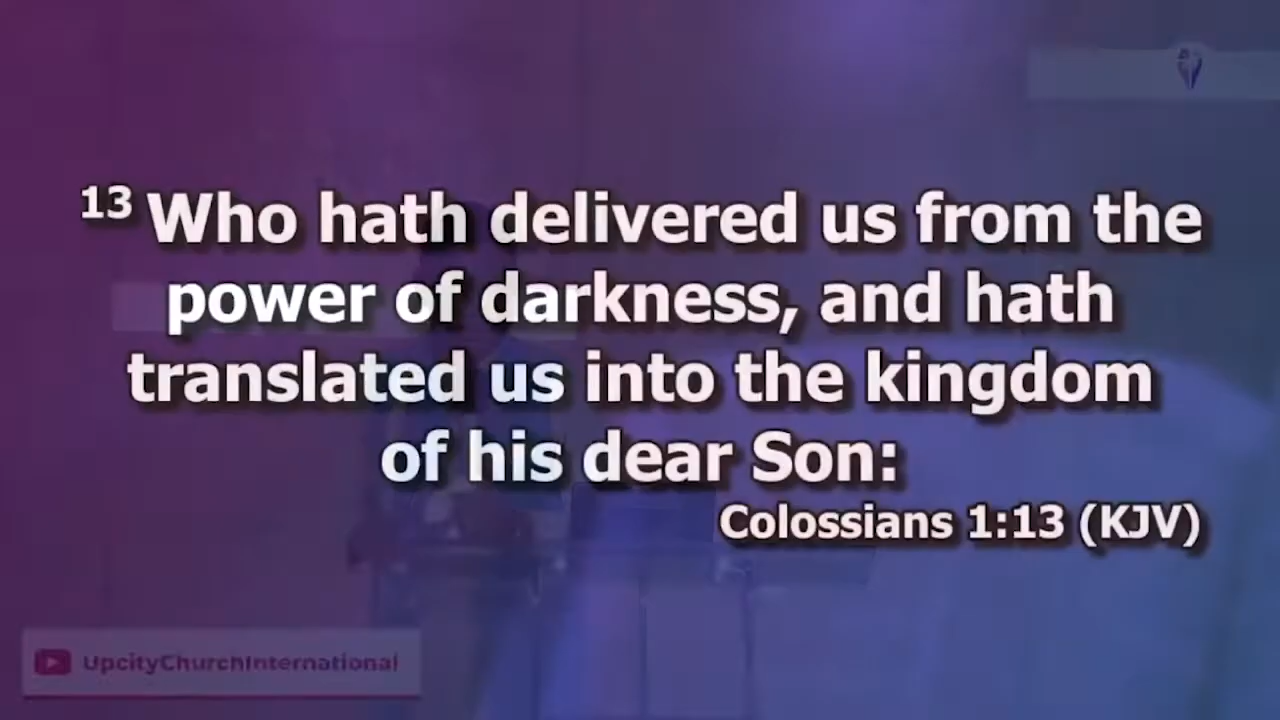 13 Who hath delivered us from the
power of darkness, and hath
translated us into the kingdom
of his dear Son:
Colossians 1:13 (KJV)
UpcityChurchInternational